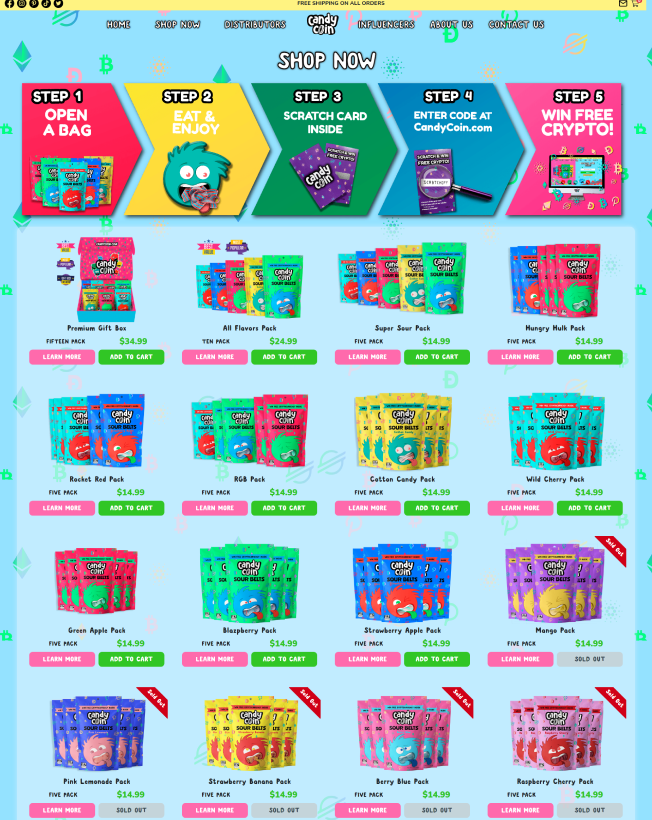 FREE SHIPPING ON ALL ORDERS
HOME
SHOP NOW
DISTRIBUTORS
Candy Coin
INFLUENCERS
ABOUT US
CONTACT US
SHOP NOW
STEP 1
OPEN
A BAG
STEP 2
EAT &
ENJOY
STEP 3
SCRATCH CARD
INSIDE
STEP 4
ENTER CODE AT
CandyCoin.com
STEP 5
WIN FREE
CRYPTO!
Premium Gift Box
FIFTEEN PACK $34.99
LEARN MORE ADD TO CART
All Flavors Pack
TEN PACK $24.99
LEARN MORE ADD TO CART
Super Sour Pack
FIVE PACK $14.99
LEARN MORE ADD TO CART
Hungry Hulk Pack
FIVE PACK $14.99
LEARN MORE ADD TO CART
Rocket Red Pack
FIVE PACK $14.99
LEARN MORE ADD TO CART
RGB Pack
FIVE PACK $14.99
LEARN MORE ADD TO CART
Cotton Candy Pack
FIVE PACK $14.99
LEARN MORE ADD TO CART
Wild Cherry Pack
FIVE PACK $14.99
LEARN MORE ADD TO CART
Green Apple Pack
FIVE PACK $14.99
LEARN MORE ADD TO CART
Blazpberry Pack
FIVE PACK $14.99
LEARN MORE ADD TO CART
Strawberry Apple Pack
FIVE PACK $14.99
LEARN MORE ADD TO CART
Sold Out
Mango Pack
FIVE PACK $14.99
LEARN MORE SOLD OUT
Sold Out
Pink Lemonade Pack
FIVE PACK $14.99
LEARN MORE SOLD OUT
Sold Out
Strawberry Banana Pack
FIVE PACK $14.99
LEARN MORE SOLD OUT
Sold Out
Berry Blue Pack
FIVE PACK $14.99
LEARN MORE SOLD OUT
Sold Out
Raspberry Cherry Pack
FIVE PACK $14.99
LEARN MORE SOLD OUT